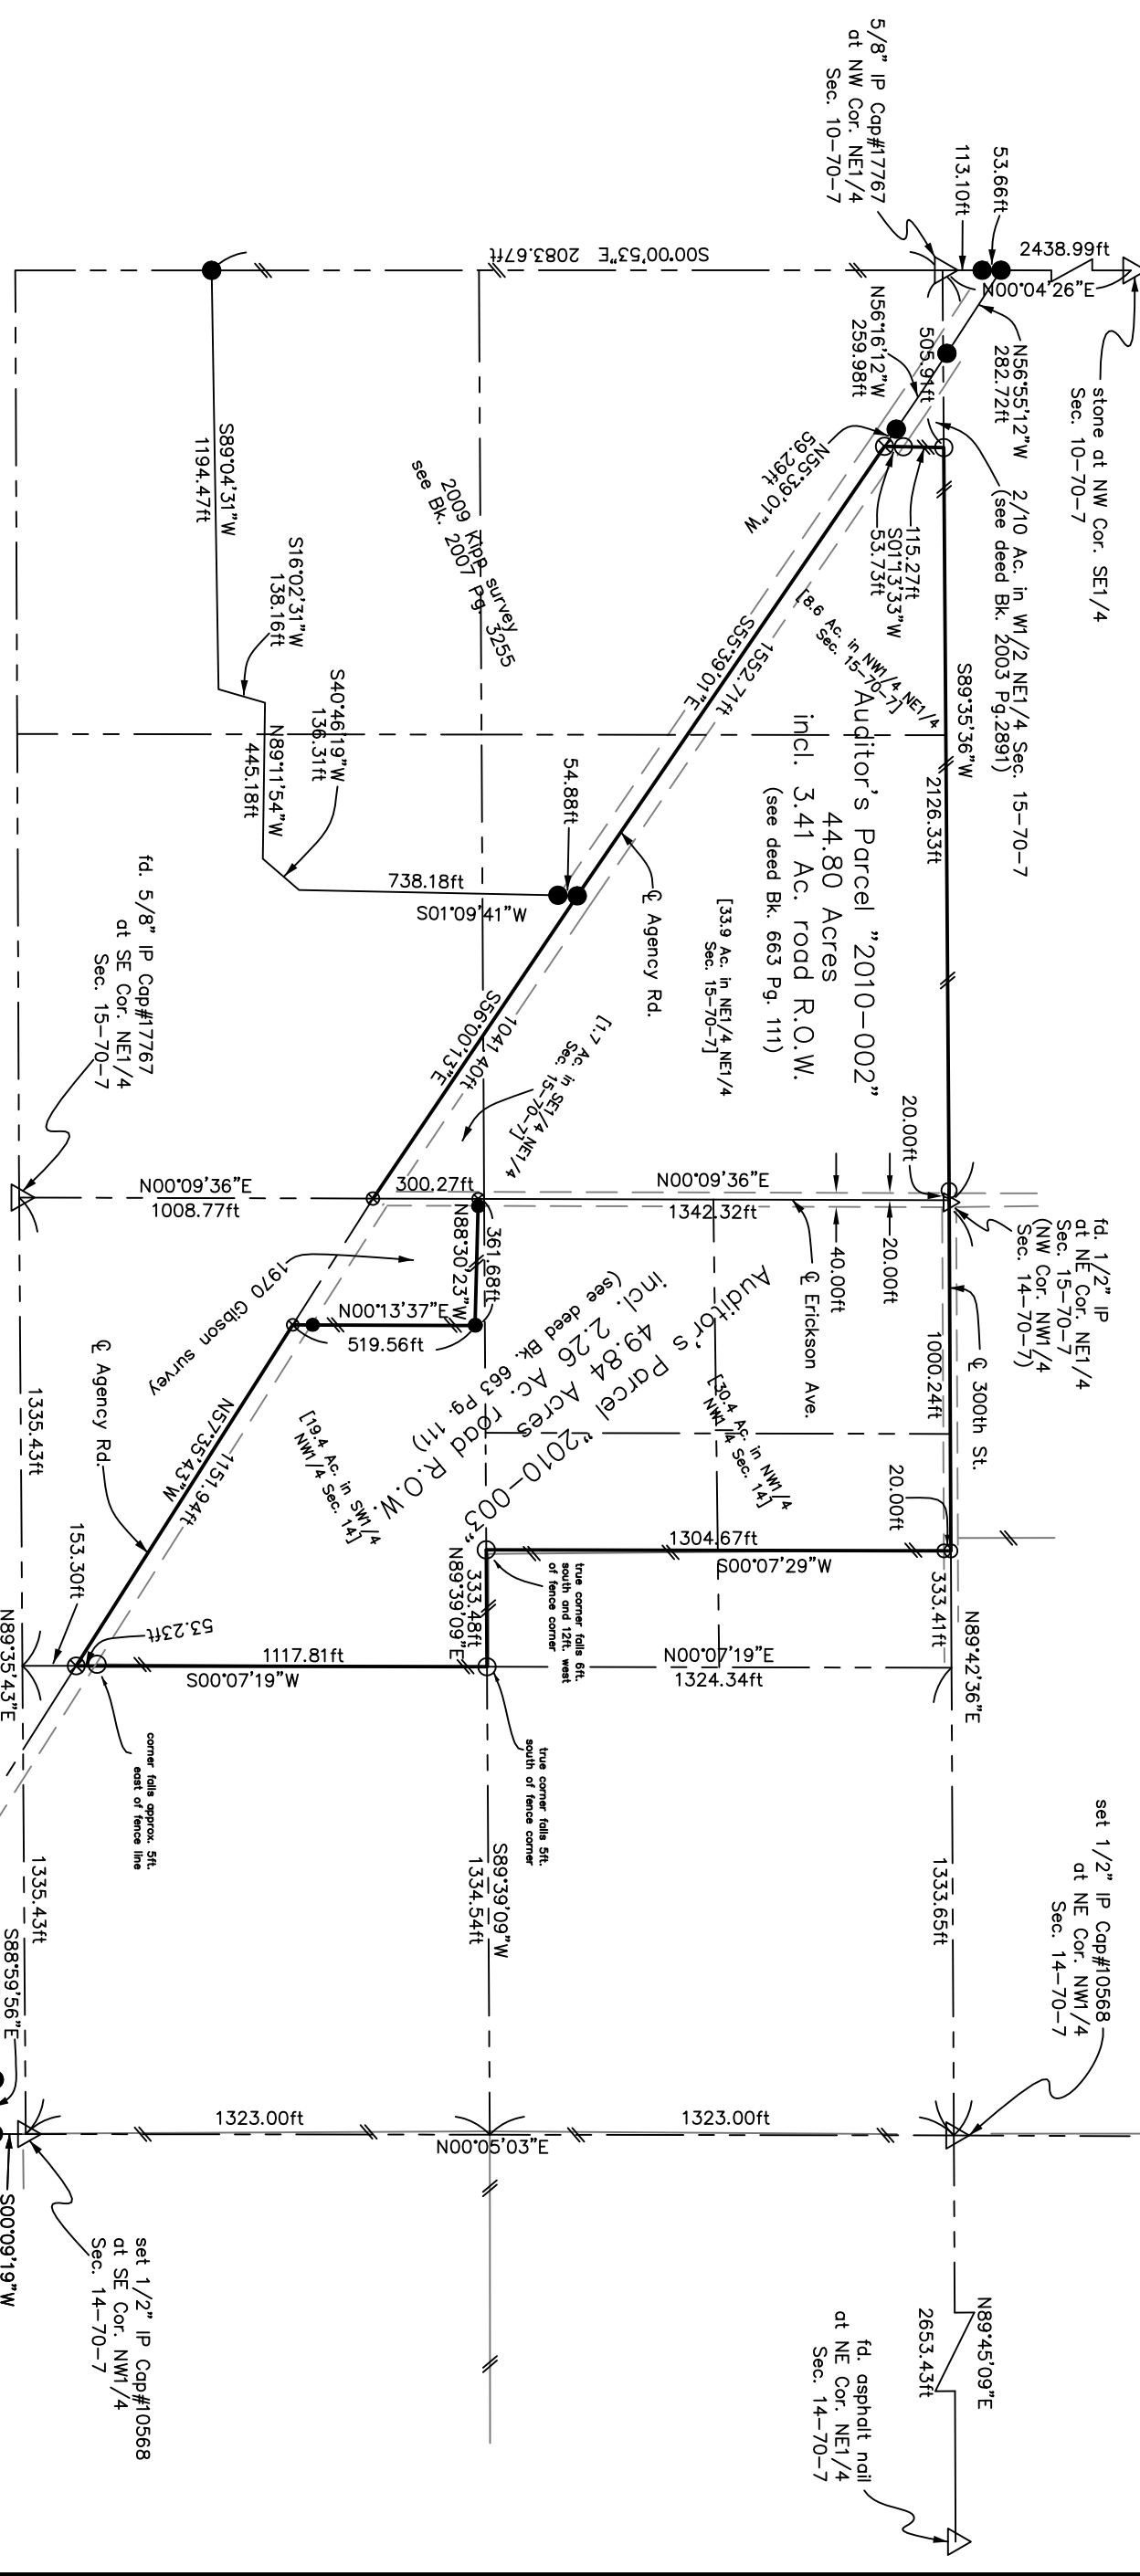 stone at NW Cor. SE1/4
Sec. 10-70-7
2438.99ft
N00°04'26"E
53.66ft
113.10ft
5/8" IP Cap#17767
at NW Cor. NE1/4
Sec. 10-70-7
N56°55'12"W
282.72ft
2/10 Ac. in W1/2 NE1/4 Sec. 15-70-7
(see deed Bk. 2003 Pg.2891)
505.91ft
N56°16'12"W
259.98ft
N55°39'01"W
59.29ft
115.27ft
S01°13'33"W
53.73ft
S00°00'53"E 2083.67ft
S89°35'36"W
2126.33ft
[8.6 Ac. in NW1/4 NE1/4
Sec. 15-70-7]
Auditor's Parcel "2010-002"
44.80 Acres
incl. 3.41 Ac. road R.O.W.
(see deed Bk. 663 Pg. 111)
[33.9 Ac. in NE1/4 NE1/4
Sec. 15-70-7]
1552.71ft
S55°39'01"E
℄ Agency Rd.
2009 Kipp survey
see Bk. 2007 Pg. 3255
54.88ft
738.18ft
S01°09'41"W
S89°04'31"W
1194.47ft
S16°02'31"W
138.16ft
N89°11'54"W
445.18ft
S40°46'19"W
136.31ft
fd. 5/8" IP Cap#17767
at SE Cor. NE1/4
Sec. 15-70-7
1041.40ft
S56°00'13"E
[1.7 Ac. in SE1/4 NE1/4
Sec. 15-70-7]
N00°09'36"E
1008.77ft
300.27ft
N00°09'36"E
1342.32ft
20.00ft
20.00ft
40.00ft
℄ Erickson Ave.
fd. 1/2" IP
at NE Cor. NE1/4
Sec. 15-70-7
(NW Cor. NW1/4
Sec. 14-70-7)
℄ 300th St.
1000.24ft
361.68ft
N88°30'23"W
N00°13'37"E
519.56ft
1970 Gibson survey
Auditor's Parcel "2010-003"
49.84 Acres
incl. 2.26 Ac. road R.O.W.
(see deed Bk. 663 Pg. 111)
[30.4 Ac. in NW1/4
NW1/4 Sec. 14]
[19.4 Ac. in SW1/4
NW1/4 Sec. 14]
N57°35'43"W
1151.94ft
℄ Agency Rd.
1335.43ft
153.30ft
53.23ft
N89°35'43"E
20.00ft
1304.67ft
S00°07'29"W
333.41ft
N89°42'36"E
true corner falls 6ft.
south and 12ft. west
of fence corner
333.48ft
N89°39'09"E
N00°07'19"E
1324.34ft
1117.81ft
S00°07'19"W
true corner falls 5ft.
south of fence corner
corner falls approx. 5ft.
east of fence line
S89°39'09"W
1334.54ft
1333.65ft
set 1/2" IP Cap#10568
at NE Cor. NW1/4
Sec. 14-70-7
1335.43ft
S88°59'56"E
1323.00ft
1323.00ft
N00°05'03"E
S00°09'19"W
set 1/2" IP Cap#10568
at SE Cor. NW1/4
Sec. 14-70-7
N89°45'09"E
2653.43ft
fd. asphalt nail
at NE Cor. NE1/4
Sec. 14-70-7